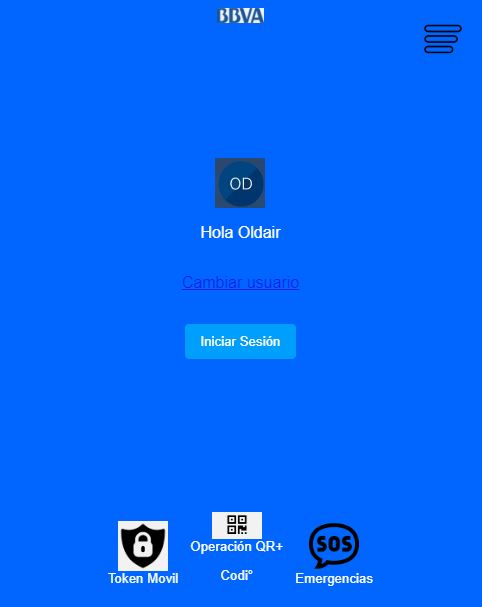 BBVA
OD
Hola Oldair
Cambiar usuario
Iniciar Sesión
Operación QR+
Codi°
SOS
Token Movil
Emergencias